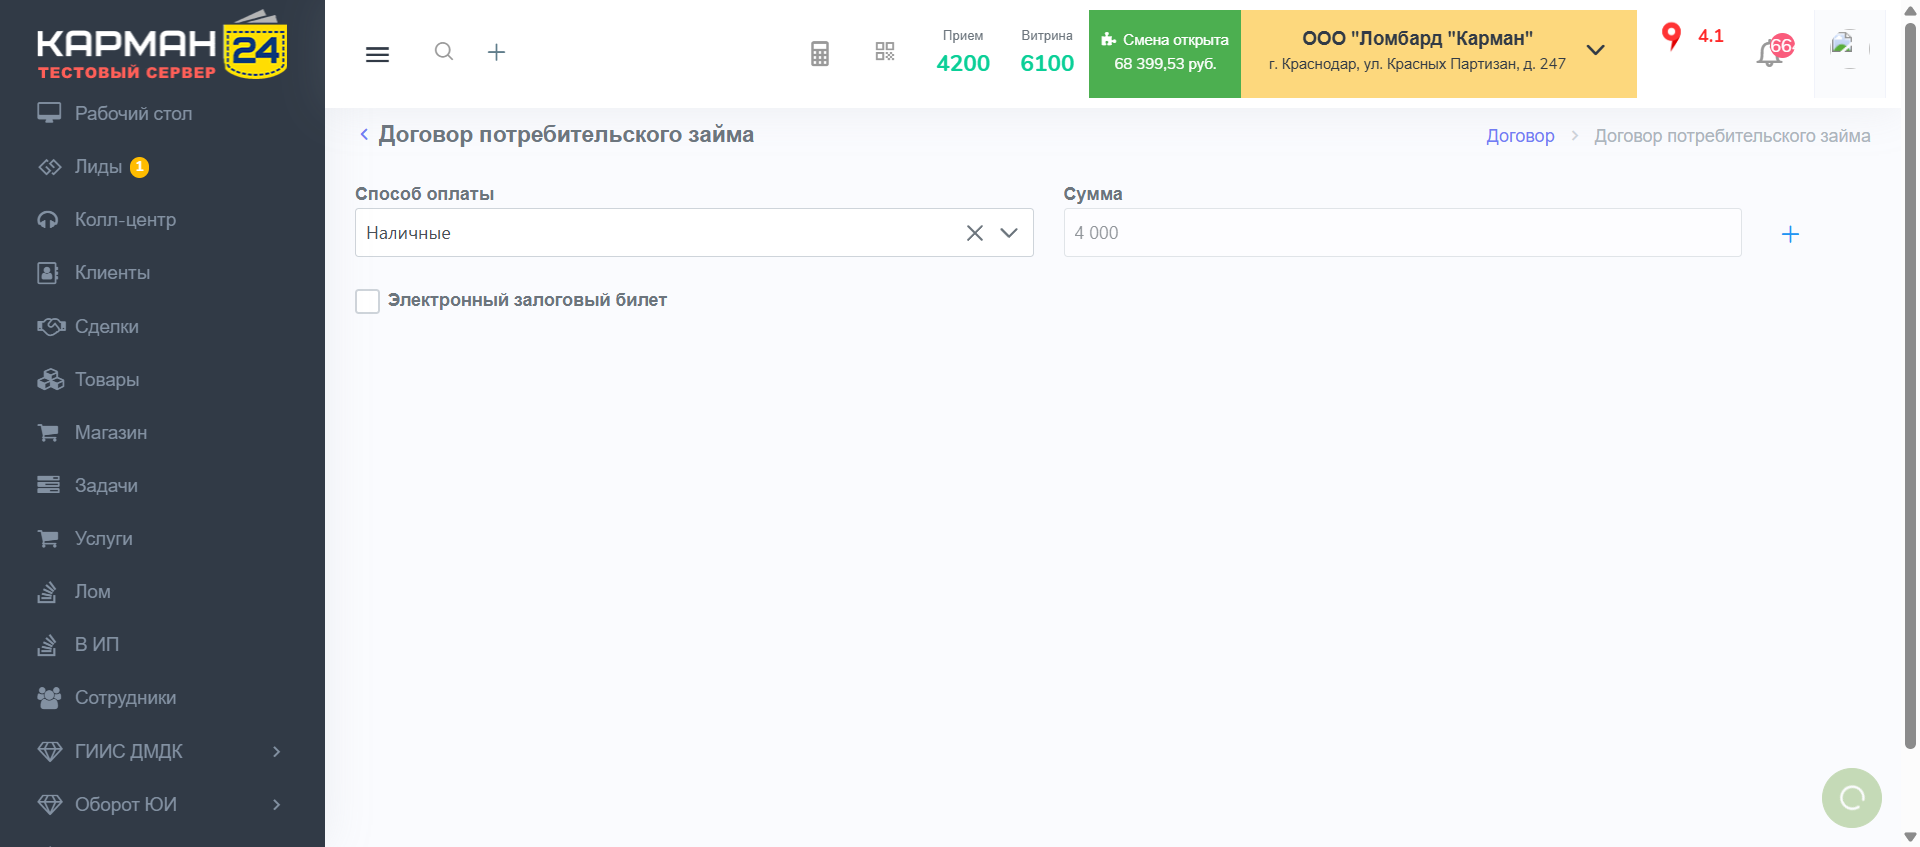 КАРМАН 24
ТЕСТОВЫЙ СЕРВЕР
Рабочий стол
Лиды 1
Колл-центр
Клиенты
Сделки
Товары
Магазин
Задачи
Услуги
Лом
В ИП
Сотрудники
ГИИС ДМДК
Оборот ЮИ
Прием
4200
Витрина
6100
Смена открыта
68 399,53 руб.
ООО "Ломбард "Карман"
г. Краснодар, ул. Красных Партизан, д. 247
4.1
Договор потребительского займа
Договор > Договор потребительского займа
Способ оплаты
Наличные
Сумма
4 000
Электронный залоговый билет